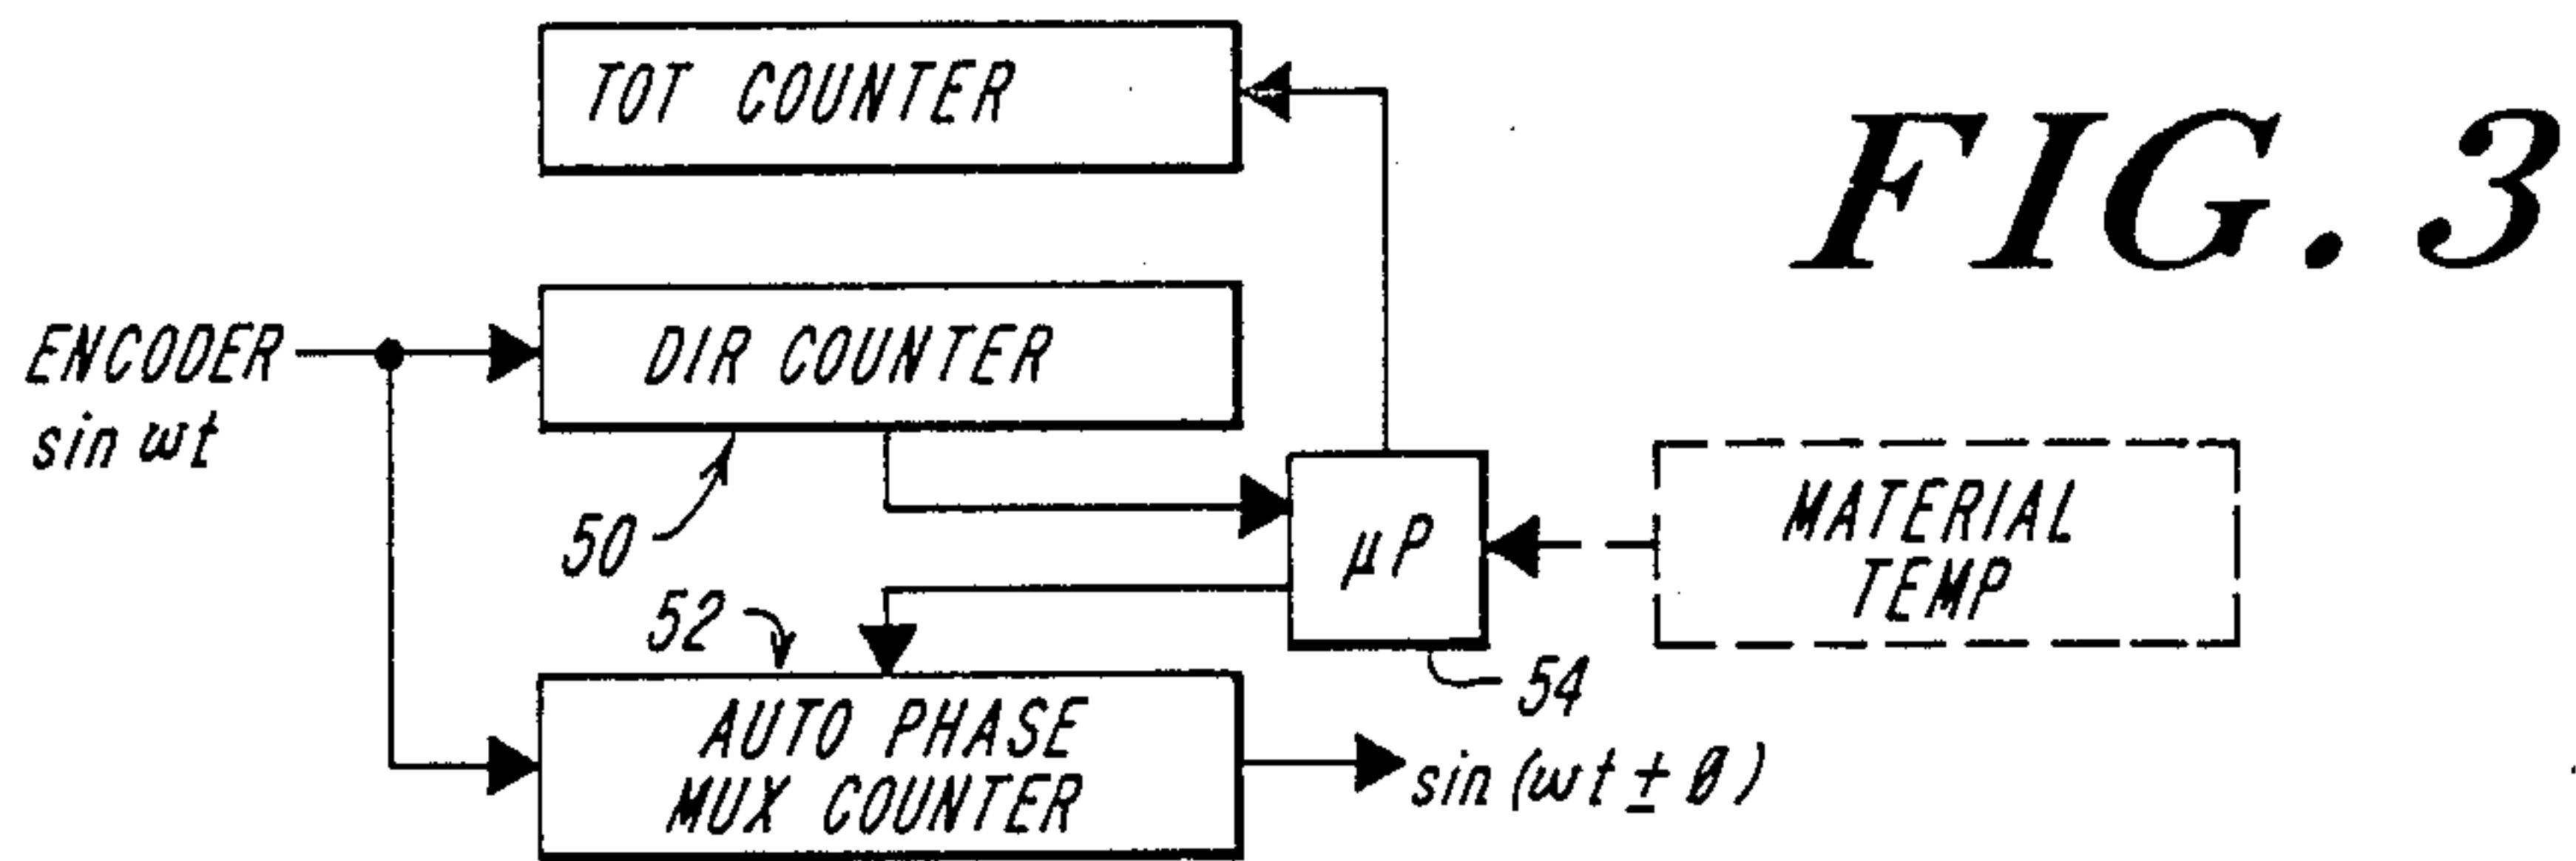 TOT COUNTER
FIG. 3
ENCODER
sin ωt
DIR COUNTER
50
52
μP
MATERIAL
TEMP
54
AUTO PHASE
MUX COUNTER
sin (ωt ± Ø)